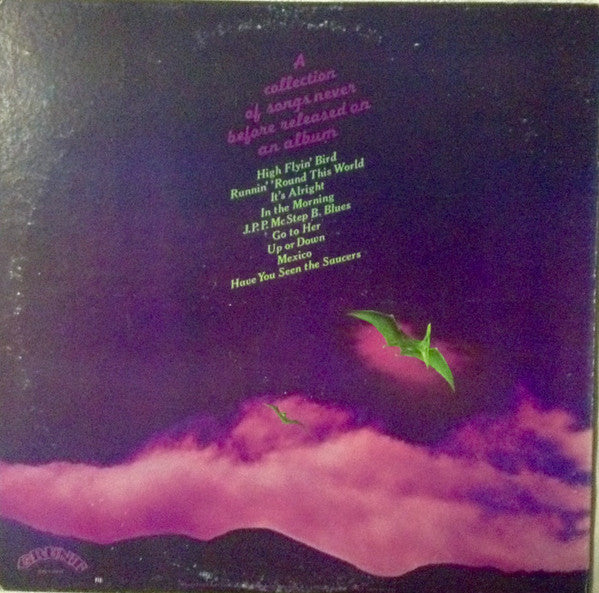 A
collection
of songs never
before released on
an album
High Flyin' Bird
Runnin' 'Round This World
It's Alright
In the Morning
J.P.P. McStep B. Blues
Go to Her
Up or Down
Mexico
Have You Seen the Saucers
GRUNT